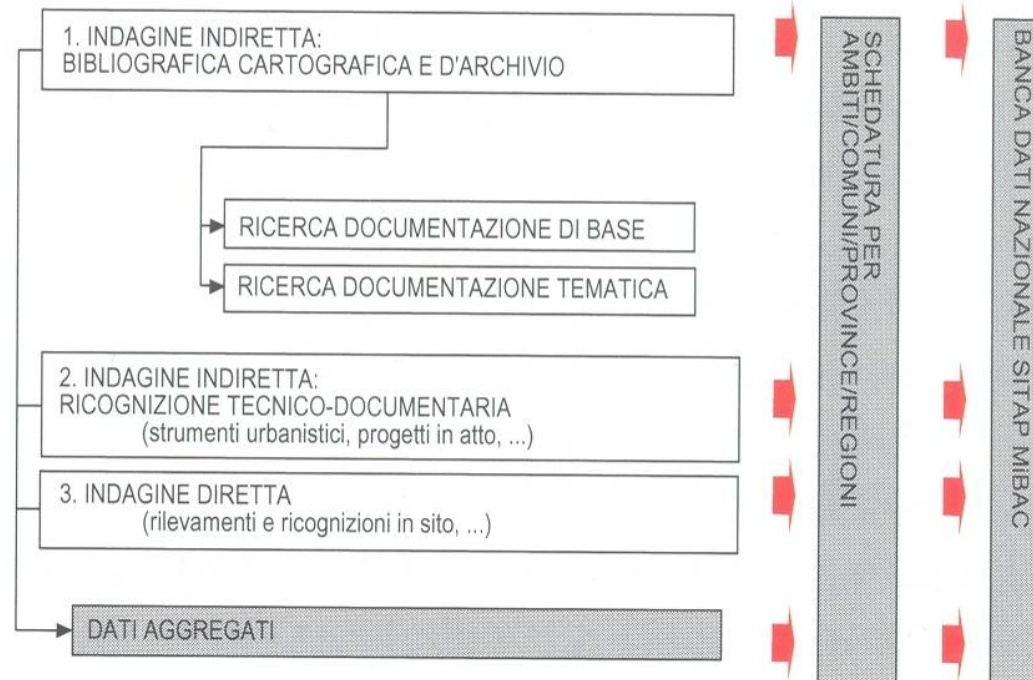 1. INDAGINE INDIRETTA:
BIBLIOGRAFICA CARTOGRAFICA E D'ARCHIVIO
RICERCA DOCUMENTAZIONE DI BASE
RICERCA DOCUMENTAZIONE TEMATICA
2. INDAGINE INDIRETTA:
RICOGNIZIONE TECNICO-DOCUMENTARIA
(strumenti urbanistici, progetti in atto, ...)
3. INDAGINE DIRETTA
(rilevamenti e ricognizioni in sito, ...)
DATI AGGREGATI
SCHEDATURA PER
AMBITI/COMUNI/PROVINCE/REGIONI
BANCA DATI NAZIONALE SITAP MiBAC